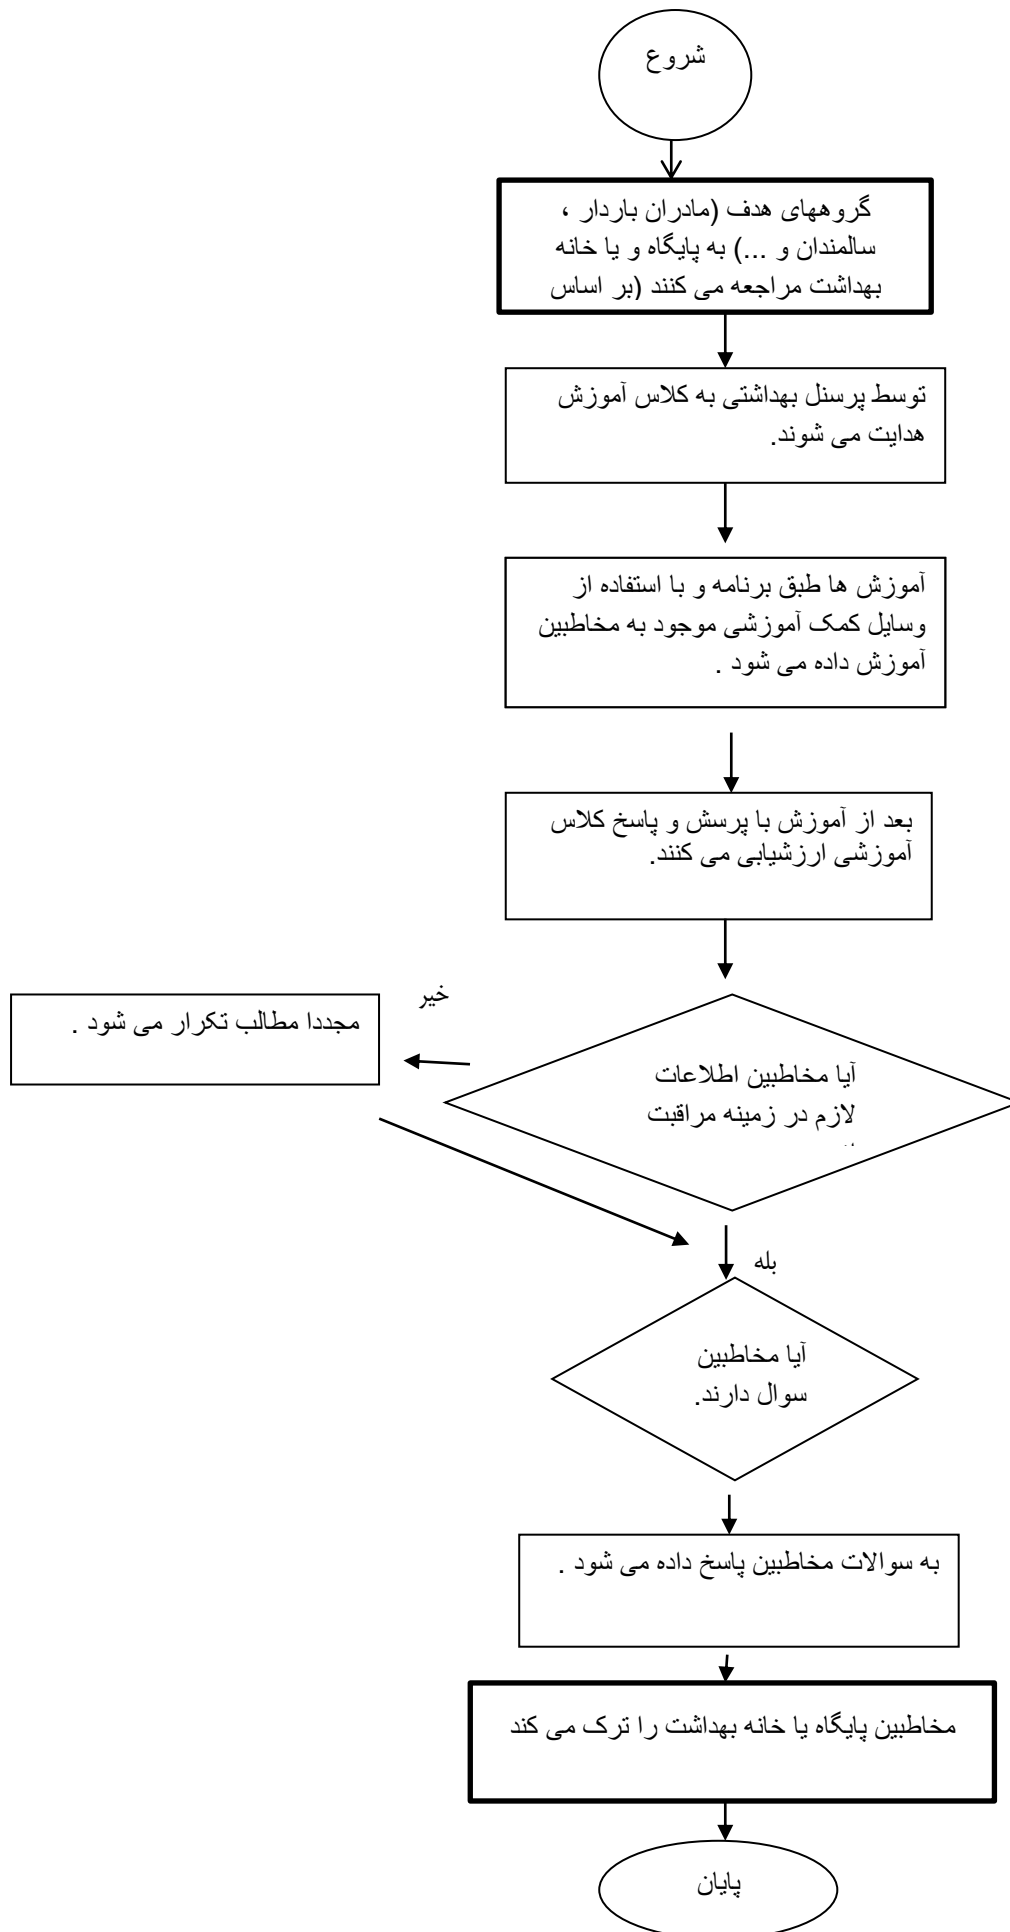 شروع
گروههای هدف (مادران باردار ،
سالمندان و ...) به پایگاه و یا خانه
بهداشت مراجعه می کنند (بر اساس
توسط پرسنل بهداشتی به کلاس آموزش
هدایت می شوند.
آموزش ها طبق برنامه و با استفاده از
وسایل کمک آموزشی موجود به مخاطبین
آموزش داده می شود .
بعد از آموزش با پرسش و پاسخ کلاس
آموزشی ارزشیابی می کنند.
خیر
مجددا مطالب تکرار می شود .
آیا مخاطبین اطلاعات
لازم در زمینه مراقبت
بله
آیا مخاطبین
سوال دارند.
به سوالات مخاطبین پاسخ داده می شود .
مخاطبین پایگاه یا خانه بهداشت را ترک می کند
پایان